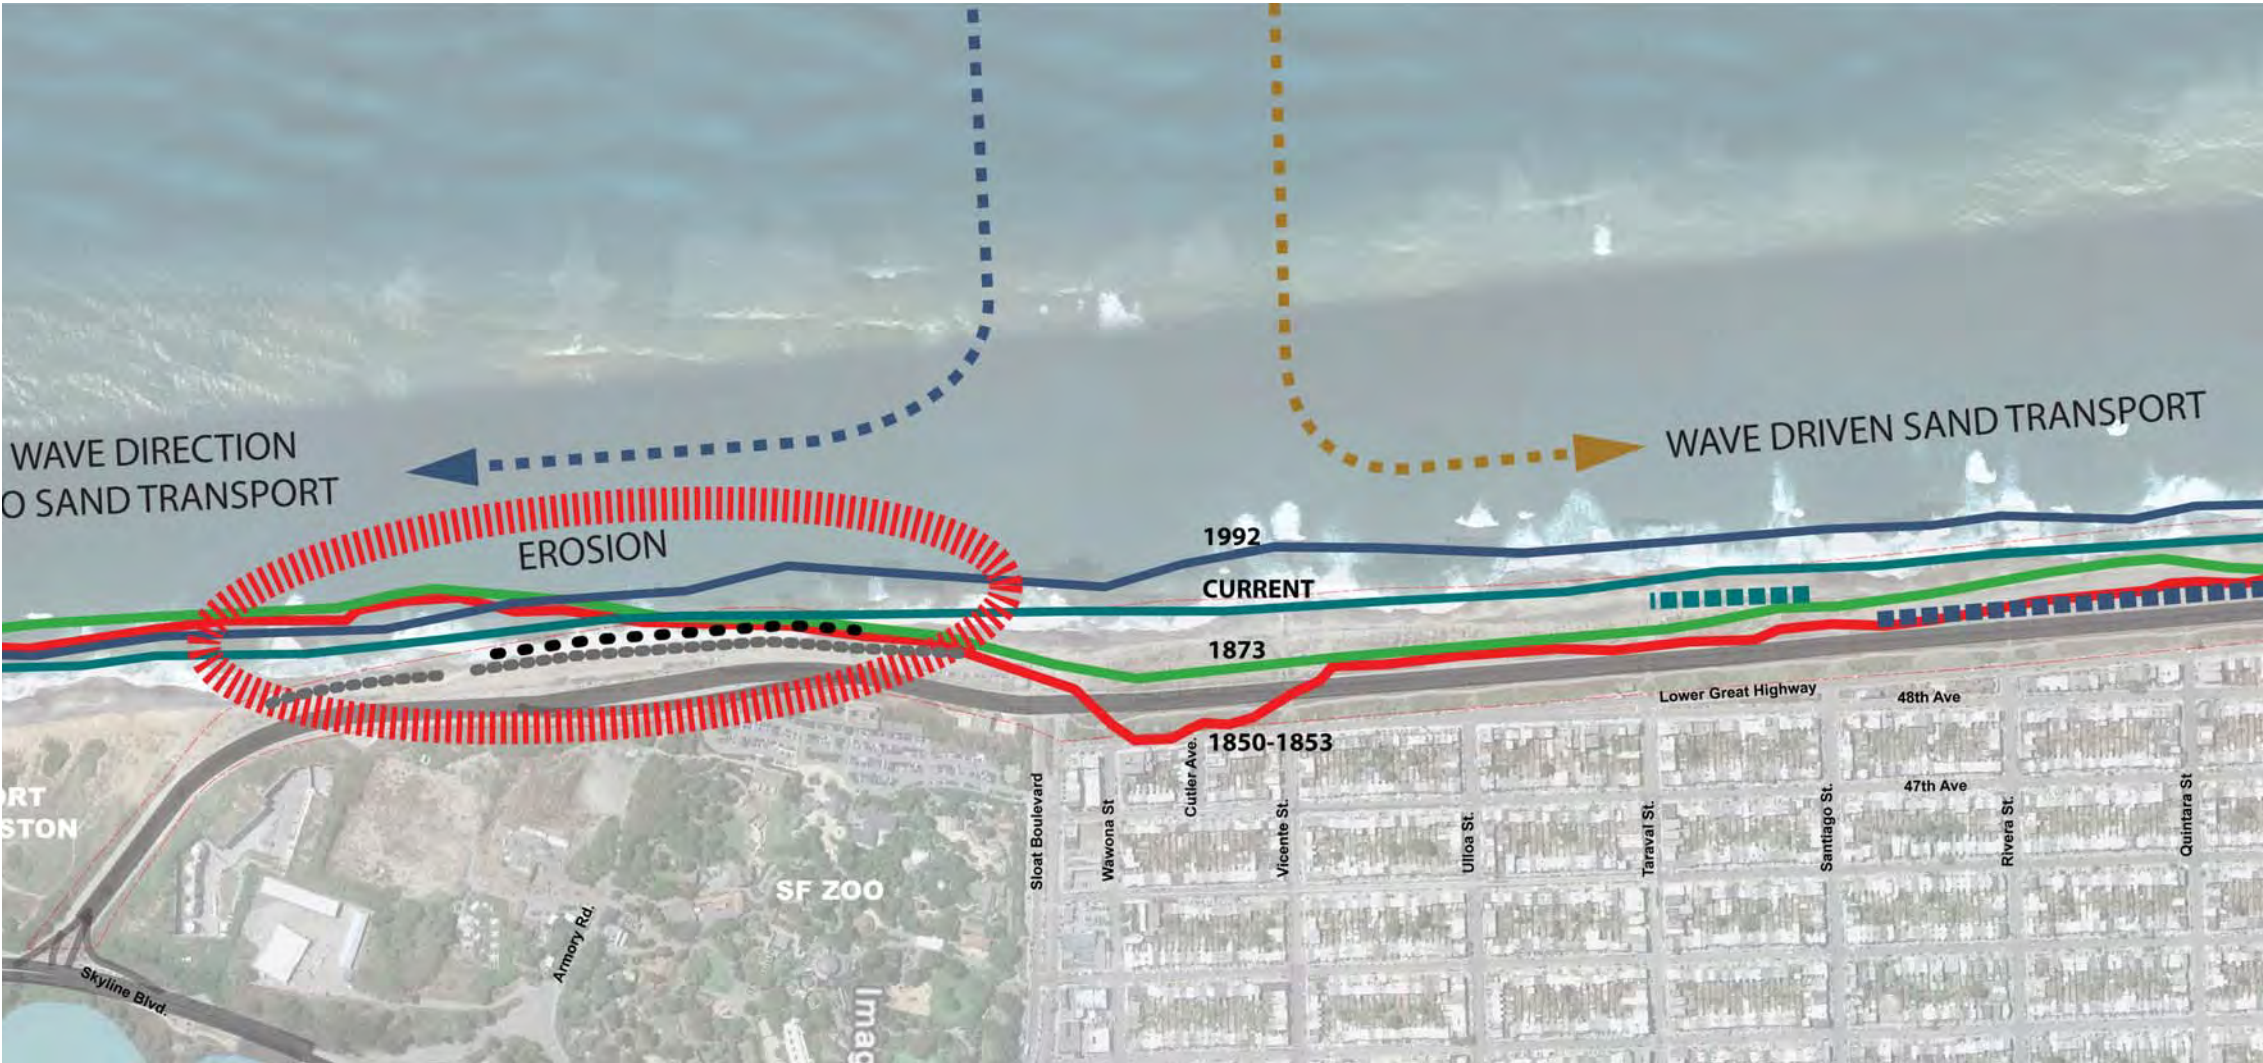 WAVE DIRECTION
O SAND TRANSPORT
WAVE DRIVEN SAND TRANSPORT
EROSION
1992
CURRENT
1873
1850-1853
Lower Great Highway
48th Ave
47th Ave
Sloat Boulevard
Wawona St
Cutler Ave.
Vicente St.
Ulloa St.
Taraval St.
Santiago St.
Rivera St.
Quintara St
ORT
STON
SF ZOO
Armory Rd.
Skyline Blvd.
Imag